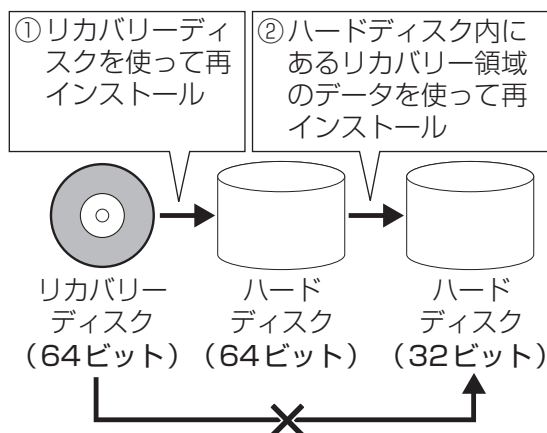 ①リカバリーディ
スクを使って再
インストール
②ハードディスク内に
あるリカバリー領域
のデータを使って再
インストール
リカバリー
ディスク
（64ビット）
ハード
ディスク
（64ビット）
ハード
ディスク
（32ビット）